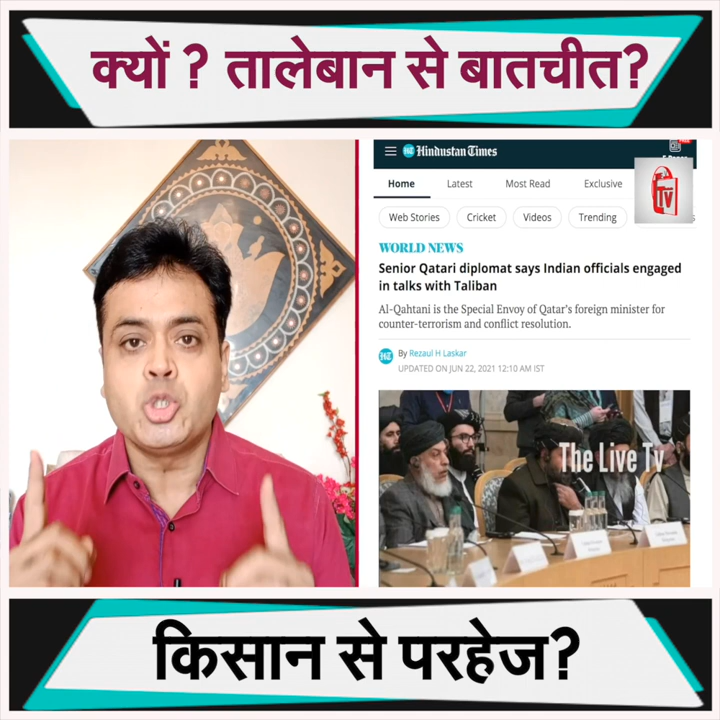 क्यों ? तालेबान से बातचीत?
Hindustan Times
Home Latest Most Read Exclusive
TV
Web Stories Cricket Videos Trending
WORLD NEWS
Senior Qatari diplomat says Indian officials engaged
in talks with Taliban
Al-Qahtani is the Special Envoy of Qatar's foreign minister for
counter-terrorism and conflict resolution.
HT By Rezaul H Laskar
UPDATED ON JUN 22, 2021 12:10 AM IST
The Live Tv
किसान से परहेज?